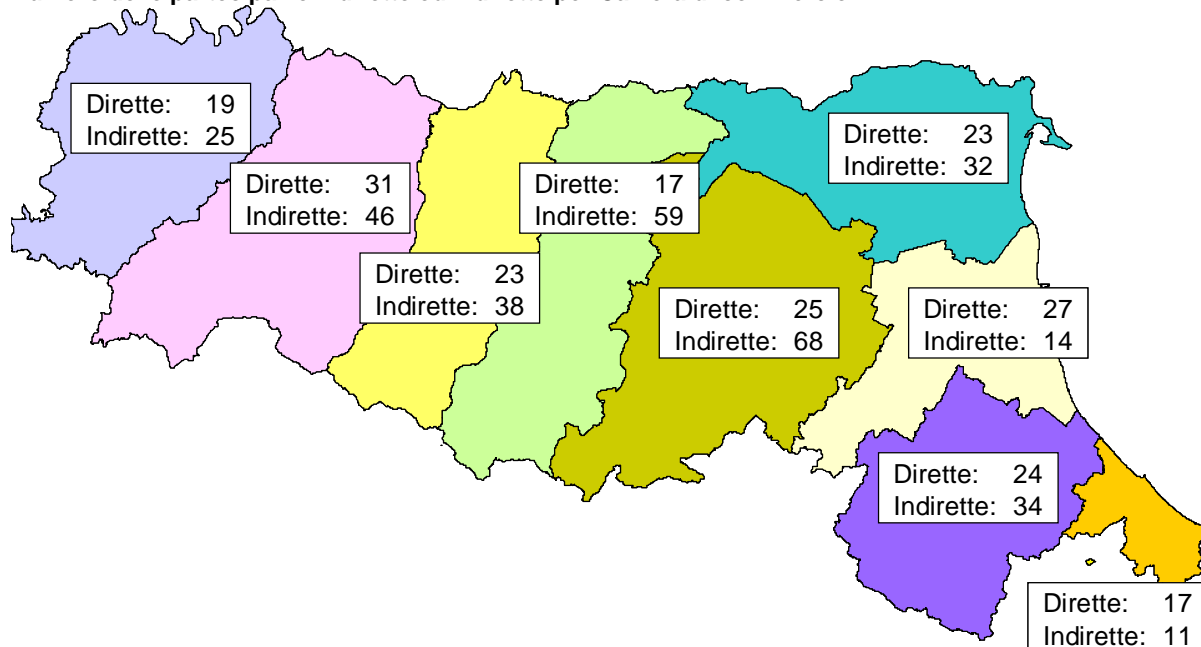 Dirette: 19
Indirette: 25
Dirette: 23
Indirette: 32
Dirette: 31
Indirette: 46
Dirette: 17
Indirette: 59
Dirette: 23
Indirette: 38
Dirette: 25
Indirette: 68
Dirette: 27
Indirette: 14
Dirette: 24
Indirette: 34
Dirette: 17
Indirette: 11